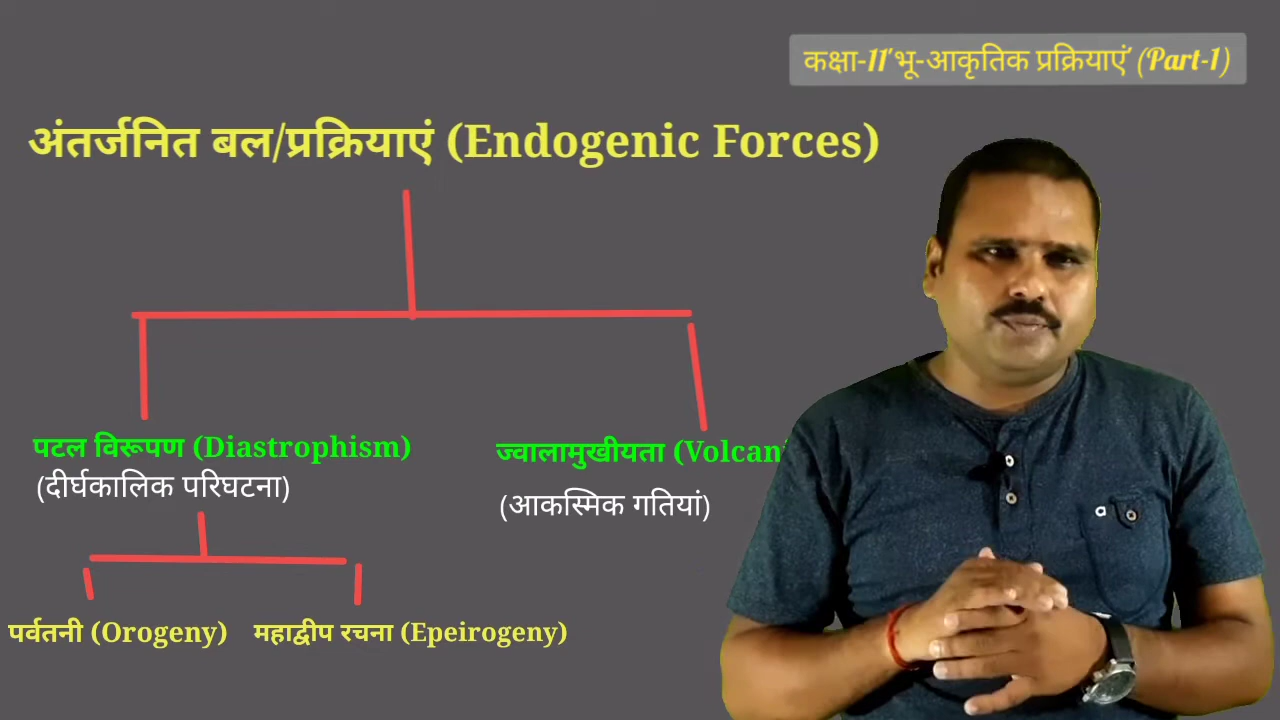 कक्षा-11'भू-आकृतिक प्रक्रियाएं' (Part-1)
अंतर्जनित बल/प्रक्रियाएं (Endogenic Forces)
पटल विरूपण (Diastrophism)
(दीर्घकालिक परिघटना)
ज्वालामुखीयता
(आकस्मिक गतियां)
पर्वतनी (Orogeny)
महाद्वीप रचना (Epeirogeny)